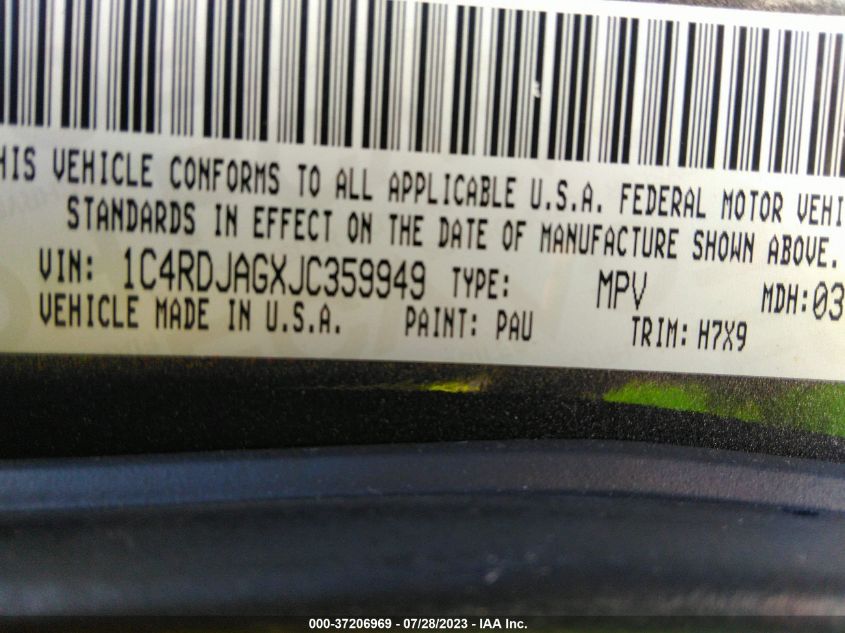 HIS VEHICLE CONFORMS TO ALL APPLICABLE U.S.A. FEDERAL MOTOR VEHI
STANDARDS IN EFFECT ON THE DATE OF MANUFACTURE SHOWN ABOVE.
VIN: 1C4RDJAGXJC359949 TYPE: MPV MDH: 03
VEHICLE MADE IN U.S.A. PAINT: PAU TRIM: H7X9
000-37206969 - 07/28/2023 - IAA Inc.